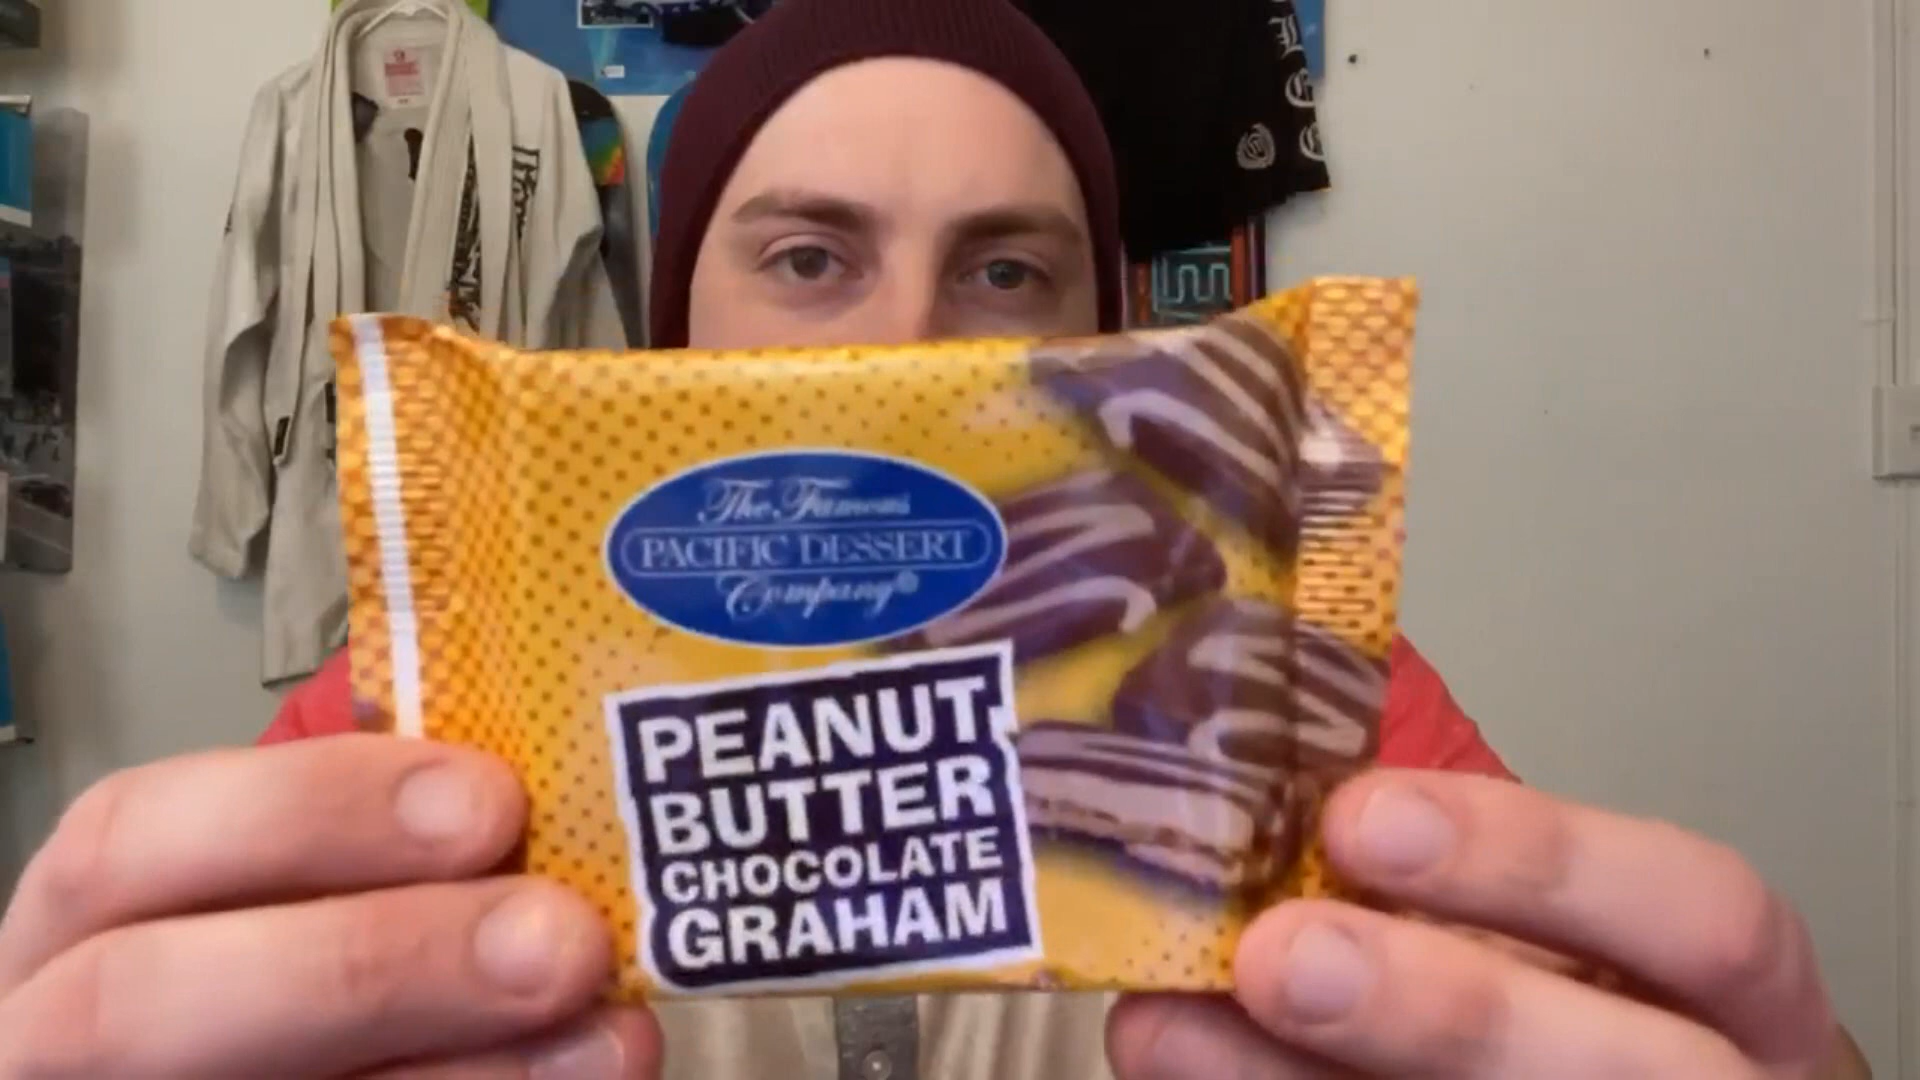 The Famous
PACIFIC DESSERT
Company®
PEANUT
BUTTER
CHOCOLATE
GRAHAM